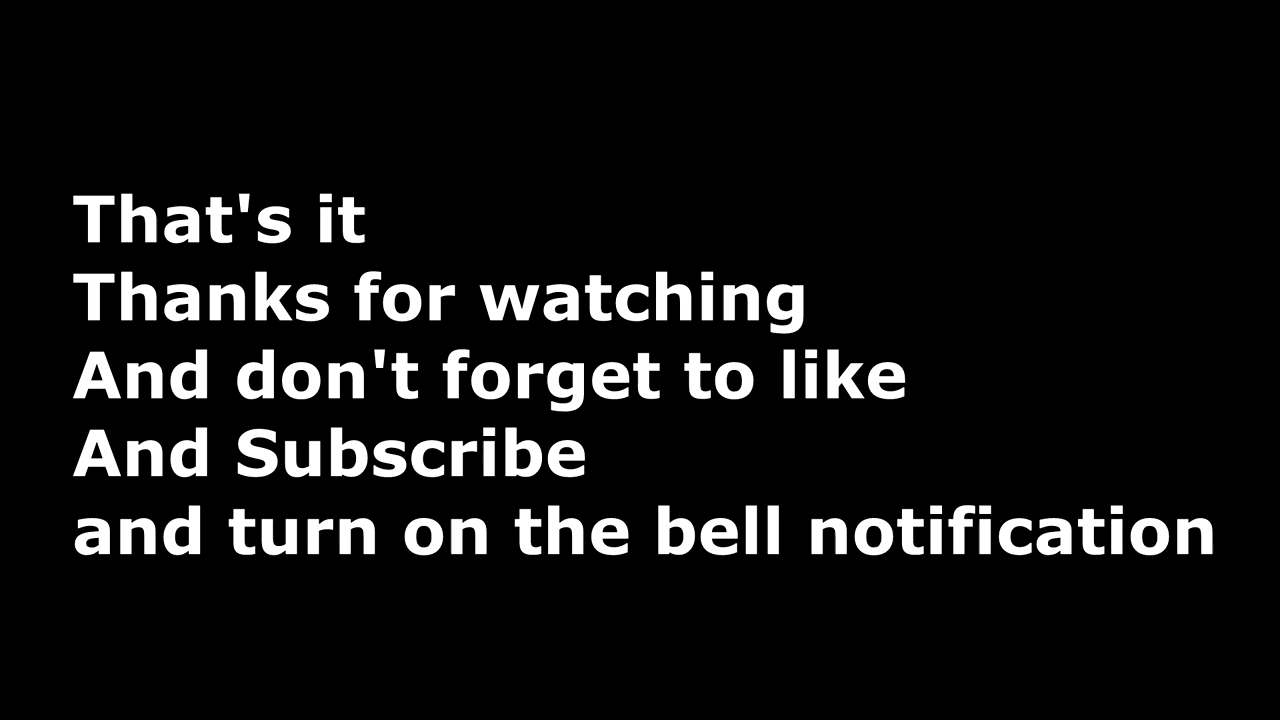 That's it
Thanks for watching
And don't forget to like
And Subscribe
and turn on the bell notification